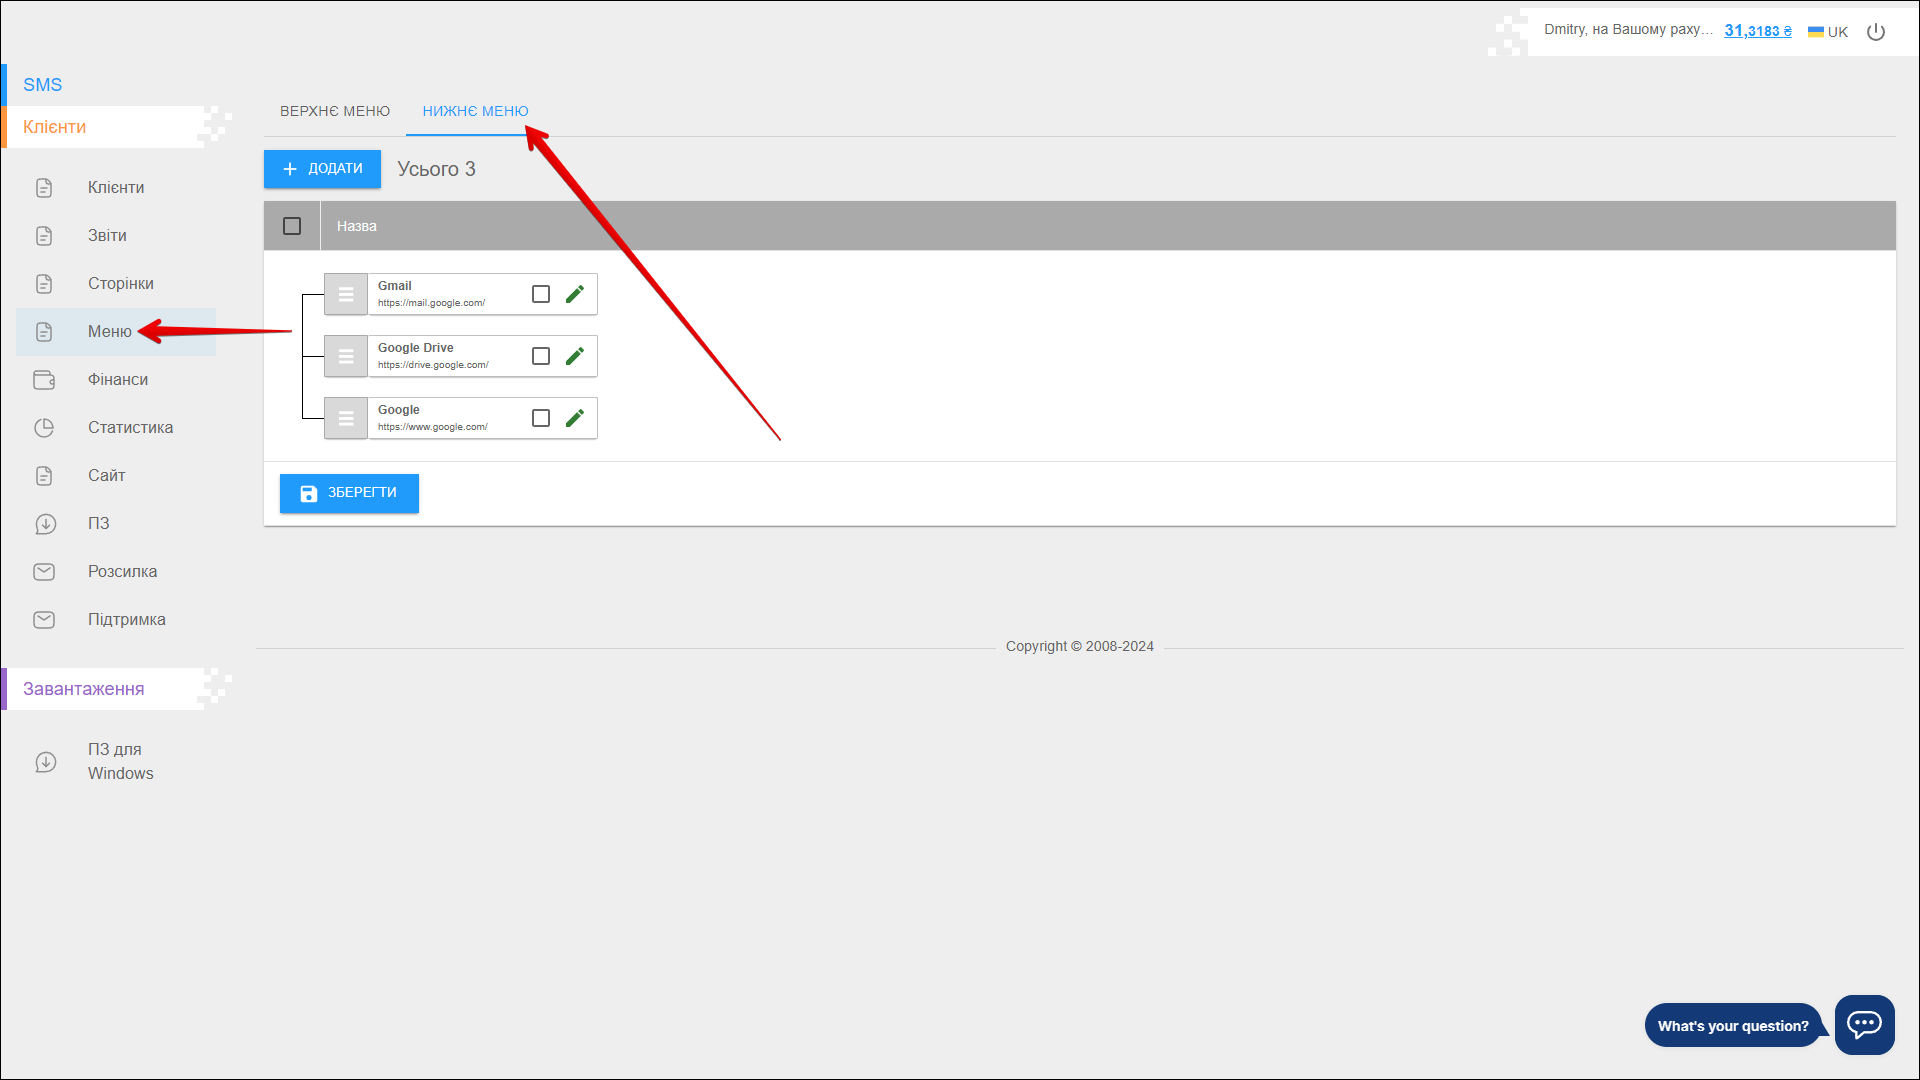 Dmitry, на Вашому раху... 31,3183 ₴ UK
SMS
Клієнти
Клієнти
Звіти
Сторінки
Меню
Фінанси
Статистика
Сайт
ПЗ
Розсилка
Підтримка
Завантаження
ПЗ для
Windows
ВЕРХНЄ МЕНЮ НИЖНЄ МЕНЮ
ДОДАТИ Усього 3
Назва
Gmail
https://mail.google.com/
Google Drive
https://drive.google.com/
Google
https://www.google.com/
ЗБЕРЕГТИ
Copyright © 2008-2024
What's your question?